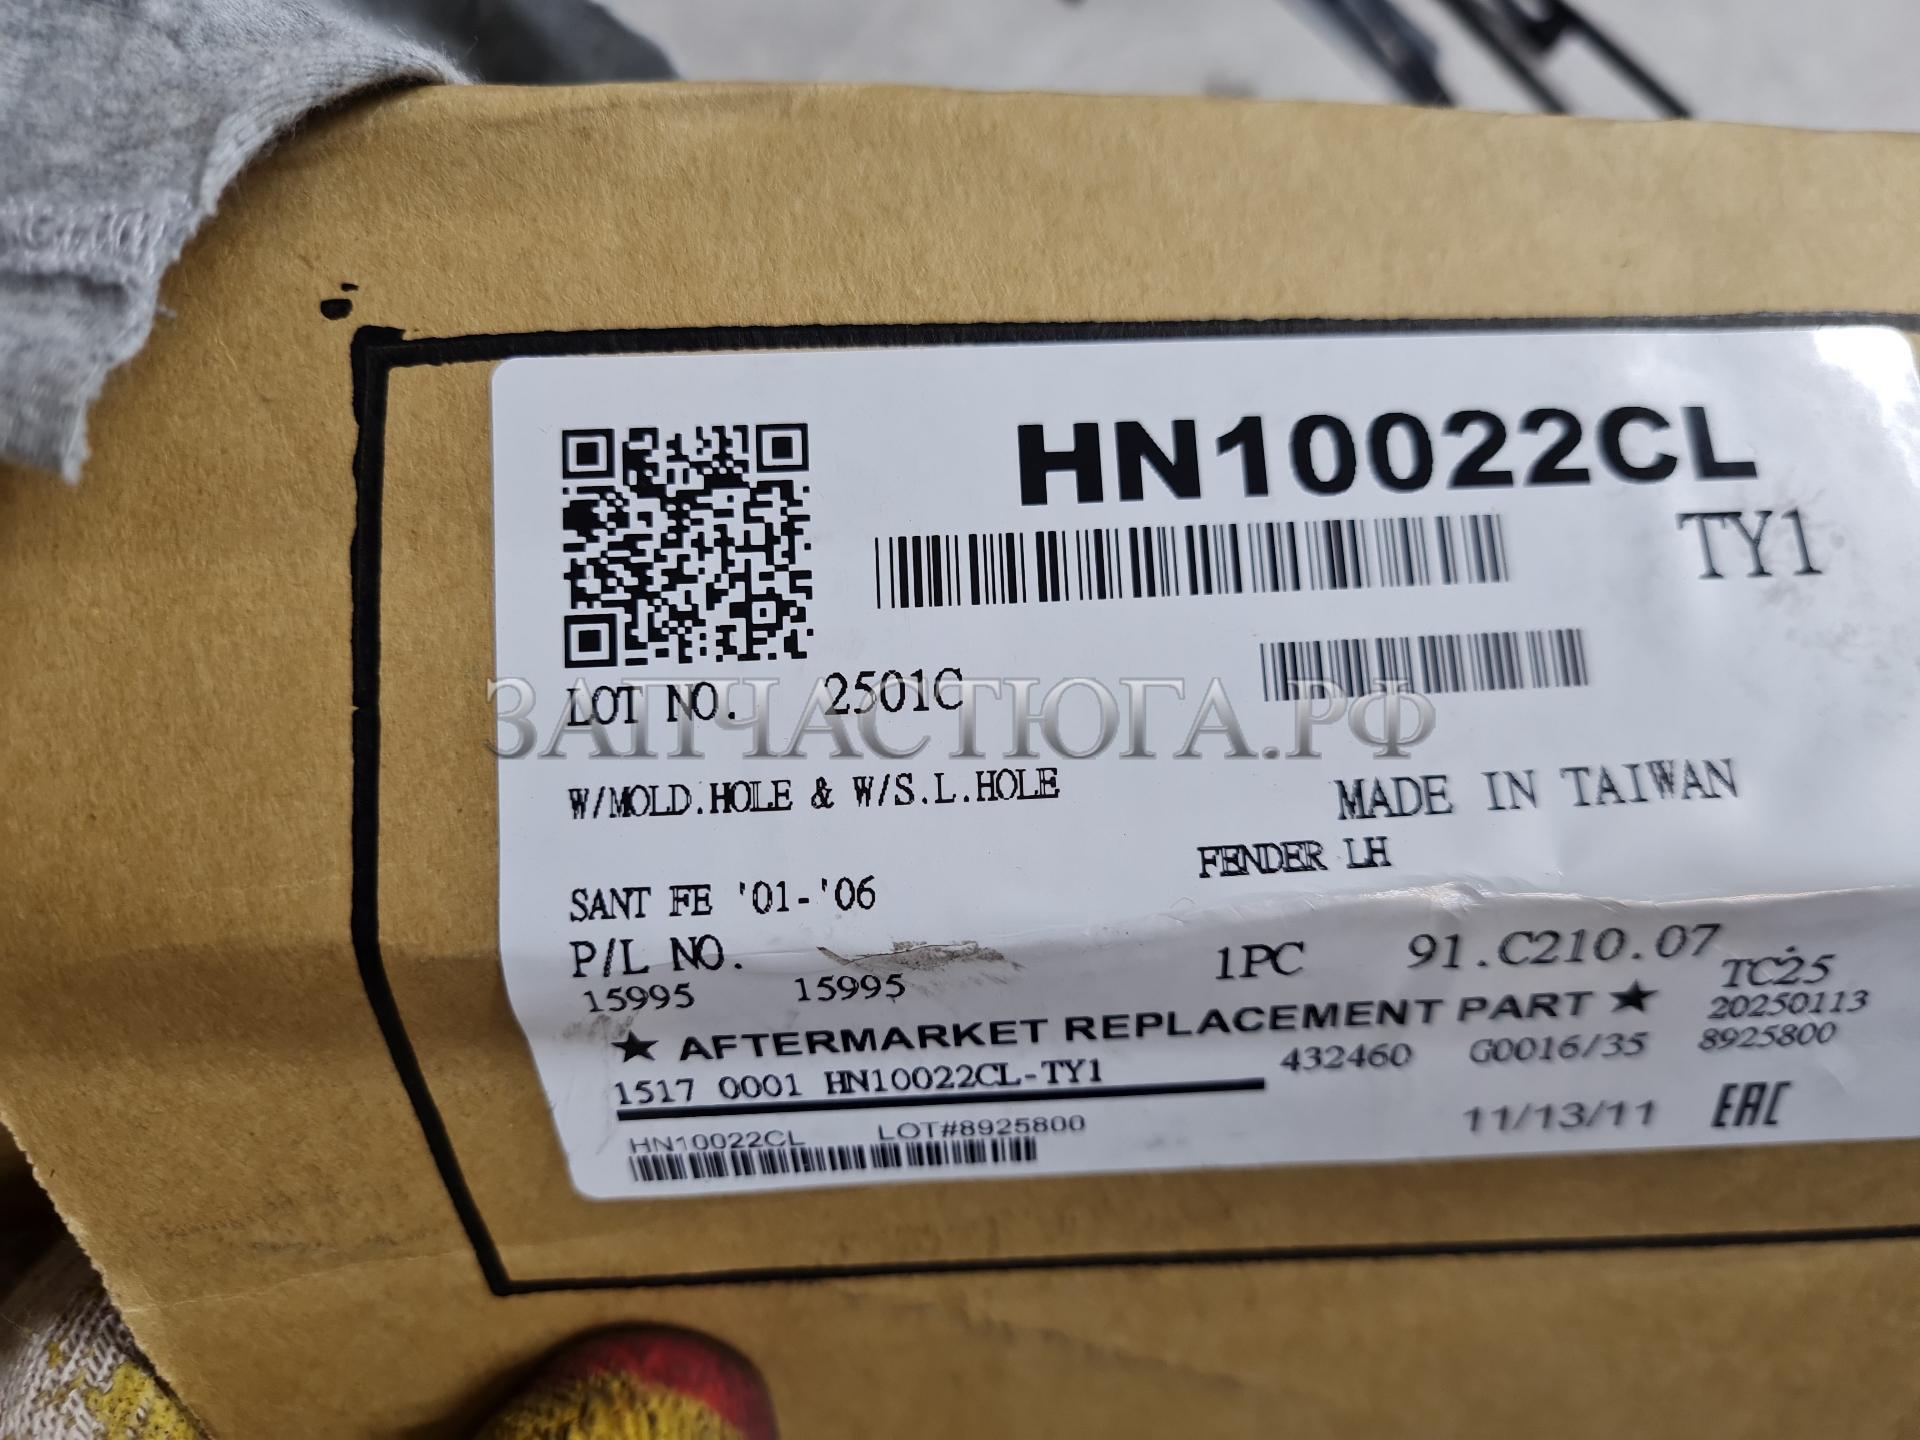 HN10022CL
TY1
LOT NO. 2501C
ЗАПЧАСТЮГА.РФ
W/MOLD.HOLE & W/S.L.HOLE
MADE IN TAIWAN
FENDER LH
SANT FE '01-'06
P/L NO.
1PC 91.C210.07
TC25
15995 15995
20250113
★ AFTERMARKET REPLACEMENT PART ★
432460 G0016/35 8925800
1517 0001 HN10022CL-TY1
11/13/11 EAC
HN10022CL LOT#8925800